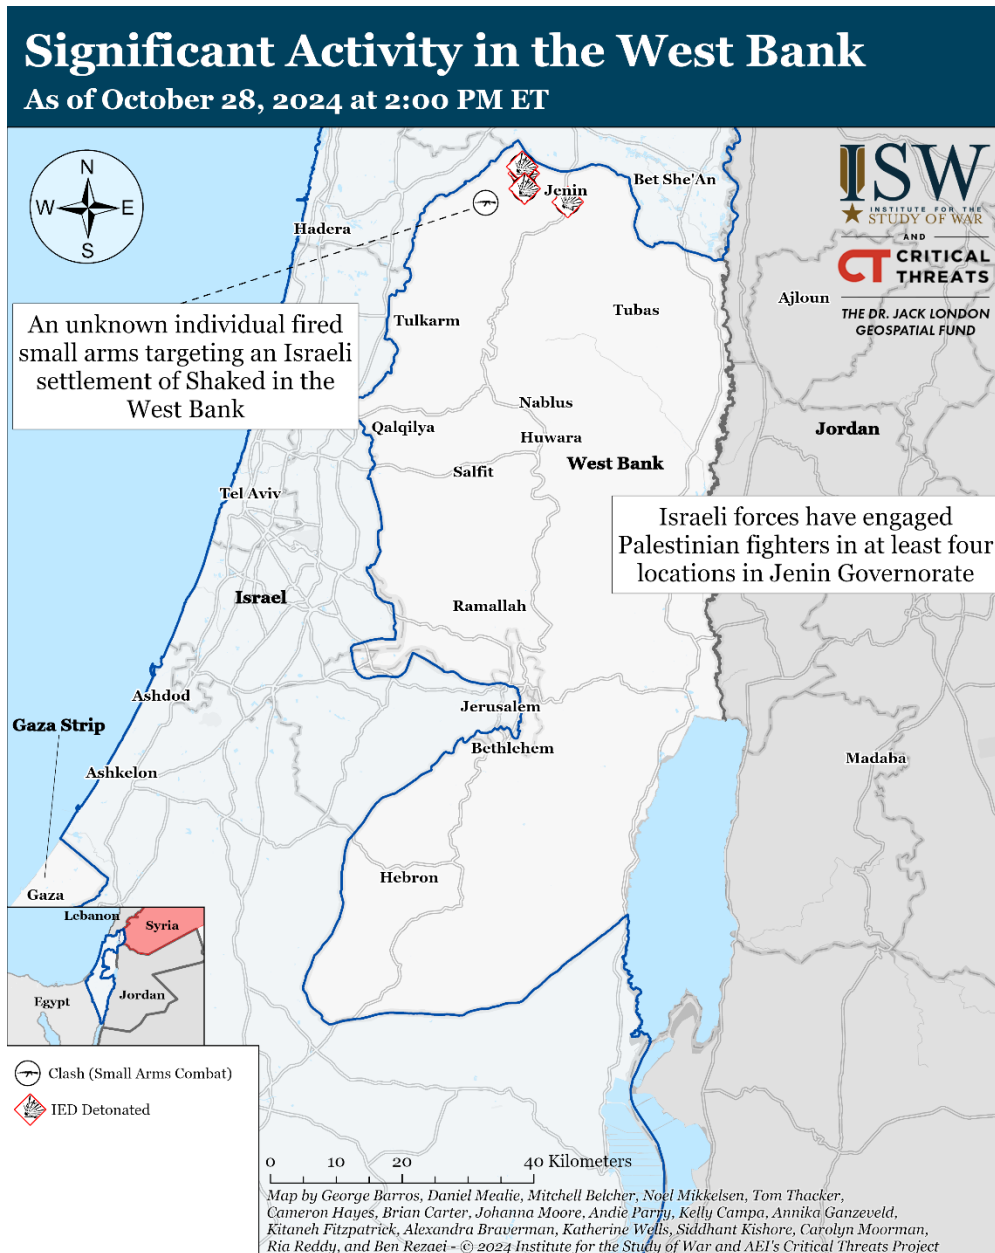 Significant Activity in the West Bank
As of October 28, 2024 at 2:00 PM ET
N
W
E
S
ISW
INSTITUTE FOR THE
STUDY OF WAR
AND
CT CRITICAL
THREATS
THE DR. JACK LONDON
GEOSPATIAL FUND
Jenin
Bet She'An
Hadera
Ajloun
Tubas
Tulkarm
An unknown individual fired
small arms targeting an Israeli
settlement of Shaked in the
West Bank
Nablus
Qalqilya
Huwara
Jordan
Salfit
West Bank
Tel Aviv
Israeli forces have engaged
Palestinian fighters in at least four
locations in Jenin Governorate
Israel
Ramallah
Ashdod
Jerusalem
Gaza Strip
Bethlehem
Ashkelon
Madaba
Hebron
Gaza
Lebanon
Syria
Egypt
Jordan
Clash (Small Arms Combat)
IED Detonated
0 10 20 40 Kilometers
Map by George Barros, Daniel Mealie, Mitchell Belcher, Noel Mikkelsen, Tom Thacker,
Cameron Hayes, Brian Carter, Johanna Moore, Andie Parry, Kelly Campa, Annika Ganzeveld,
Kitaneh Fitzpatrick, Alexandra Braverman, Katherine Wells, Siddhant Kishore, Carolyn Moorman,
Ria Reddy, and Ben Rezaei - © 2024 Institute for the Study of War and AEI's Critical Threats Project